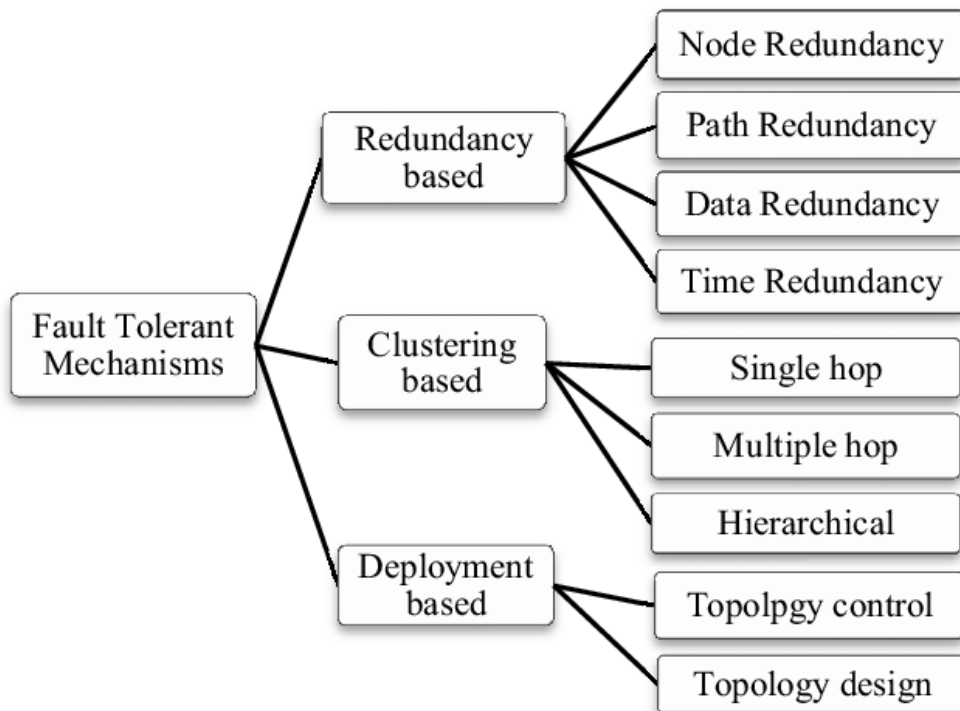 Fault Tolerant
Mechanisms
Redundancy
based
Node Redundancy
Path Redundancy
Data Redundancy
Time Redundancy
Clustering
based
Single hop
Multiple hop
Hierarchical
Deployment
based
Topolpgy control
Topology design